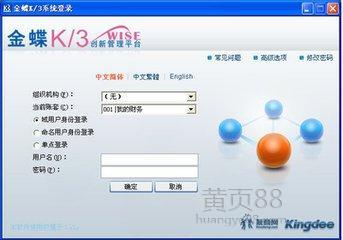 金蝶K/3系统登录
金蝶K/3 WISE 创新管理平台
常见问题 高级选项 修改密码
中文简体 | 中文繁體 | English
组织机构(F): (无)
当前账套(C): 001|我的财务
域用户身份登录
命名用户身份登录
单点登录
用户名(U):
密码(P):
确定 取消
黄页88
友商网 Kingdee